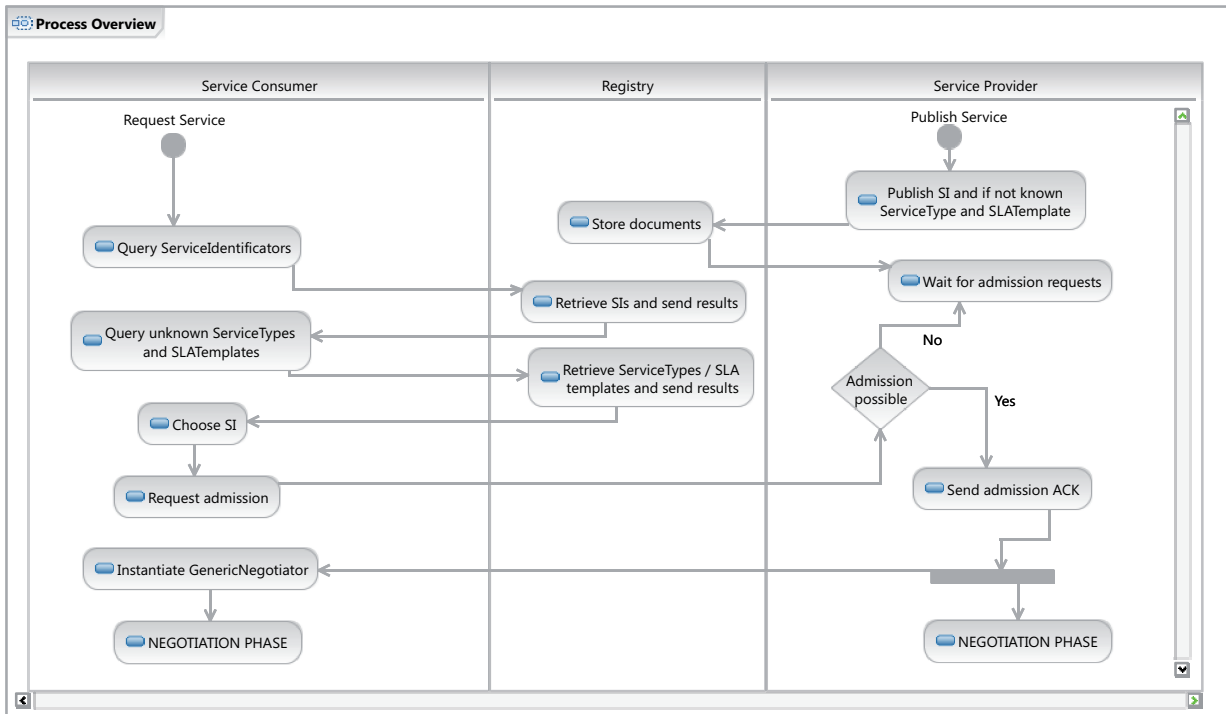 Process Overview
Service Consumer
Registry
Service Provider
Request Service
Publish Service
Publish SI and if not known
ServiceType and SLATemplate
Store documents
Query ServiceIdentificators
Wait for admission requests
Retrieve SIs and send results
Query unknown ServiceTypes
and SLATemplates
No
Retrieve ServiceTypes / SLA
templates and send results
Admission
possible
Yes
Choose SI
Request admission
Send admission ACK
Instantiate GenericNegotiator
NEGOTIATION PHASE
NEGOTIATION PHASE